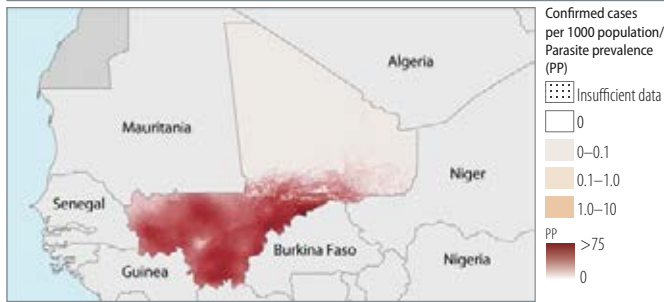 Algeria
Mauritania
Niger
Senegal
Burkina Faso
Nigeria
Guinea
Confirmed cases
per 1000 population/
Parasite prevalence
(PP)
Insufficient data
0
0–0.1
0.1–1.0
1.0–10
PP
>75
0